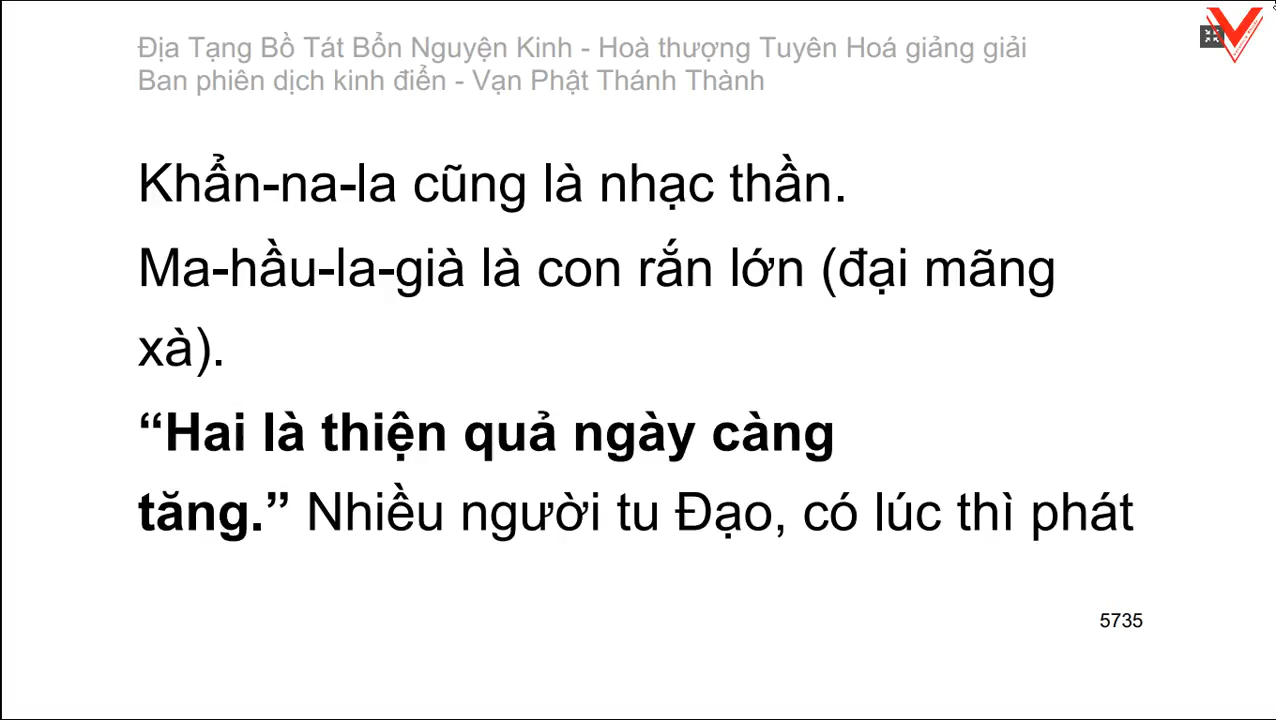 Địa Tạng Bồ Tát Bổn Nguyện Kinh - Hoà thượng Tuyên Hoá giảng giải
Ban phiên dịch kinh điển - Vạn Phật Thánh Thành
Khẩn-na-la cũng là nhạc thần.
Ma-hầu-la-già là con rắn lớn (đại mãng
xà).
“Hai là thiện quả ngày càng
tăng.” Nhiều người tu Đạo, có lúc thì phát
5735